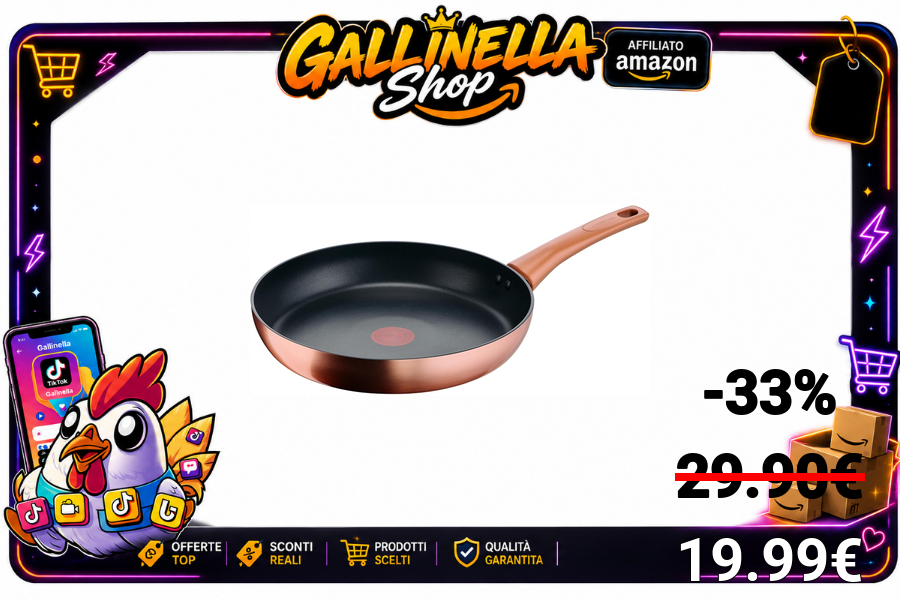 GALLINELLA
Shop
AFFILIATO
amazon
Gallinella
TikTok
Gallinella
-33%
29.90€
19.99€
OFFERTE
TOP
SCONTI
REALI
PRODOTTI
SCELTI
QUALITÀ
GARANTITA